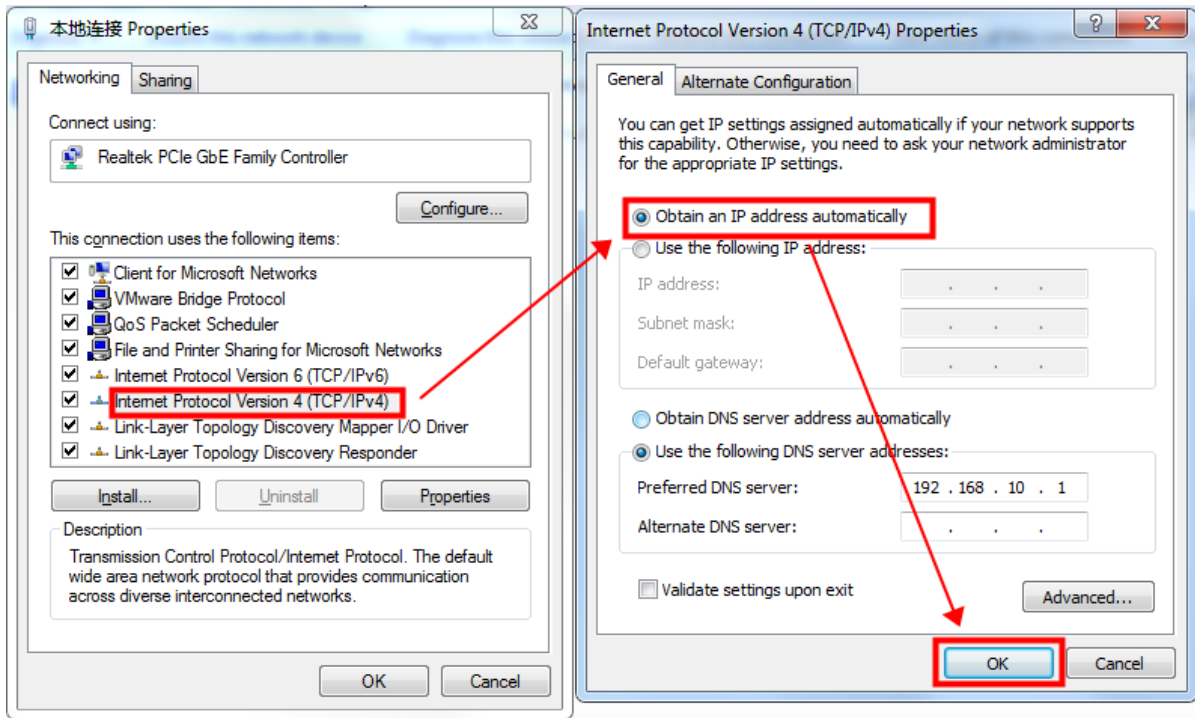 本地连接 Properties
Networking
Sharing
Connect using:
Realtek PCIe GbE Family Controller
Configure...
This connection uses the following items:
Client for Microsoft Networks
VMware Bridge Protocol
QoS Packet Scheduler
File and Printer Sharing for Microsoft Networks
Internet Protocol Version 6 (TCP/IPv6)
Internet Protocol Version 4 (TCP/IPv4)
Link-Layer Topology Discovery Mapper I/O Driver
Link-Layer Topology Discovery Responder
Install...
Uninstall
Properties
Description
Transmission Control Protocol/Internet Protocol. The default
wide area network protocol that provides communication
across diverse interconnected networks.
OK
Cancel
Internet Protocol Version 4 (TCP/IPv4) Properties
General
Alternate Configuration
You can get IP settings assigned automatically if your network supports
this capability. Otherwise, you need to ask your network administrator
for the appropriate IP settings.
Obtain an IP address automatically
Use the following IP address:
IP address:
Subnet mask:
Default gateway:
Obtain DNS server address automatically
Use the following DNS server addresses:
Preferred DNS server: 192 . 168 . 10 . 1
Alternate DNS server:
Validate settings upon exit
Advanced...
OK
Cancel